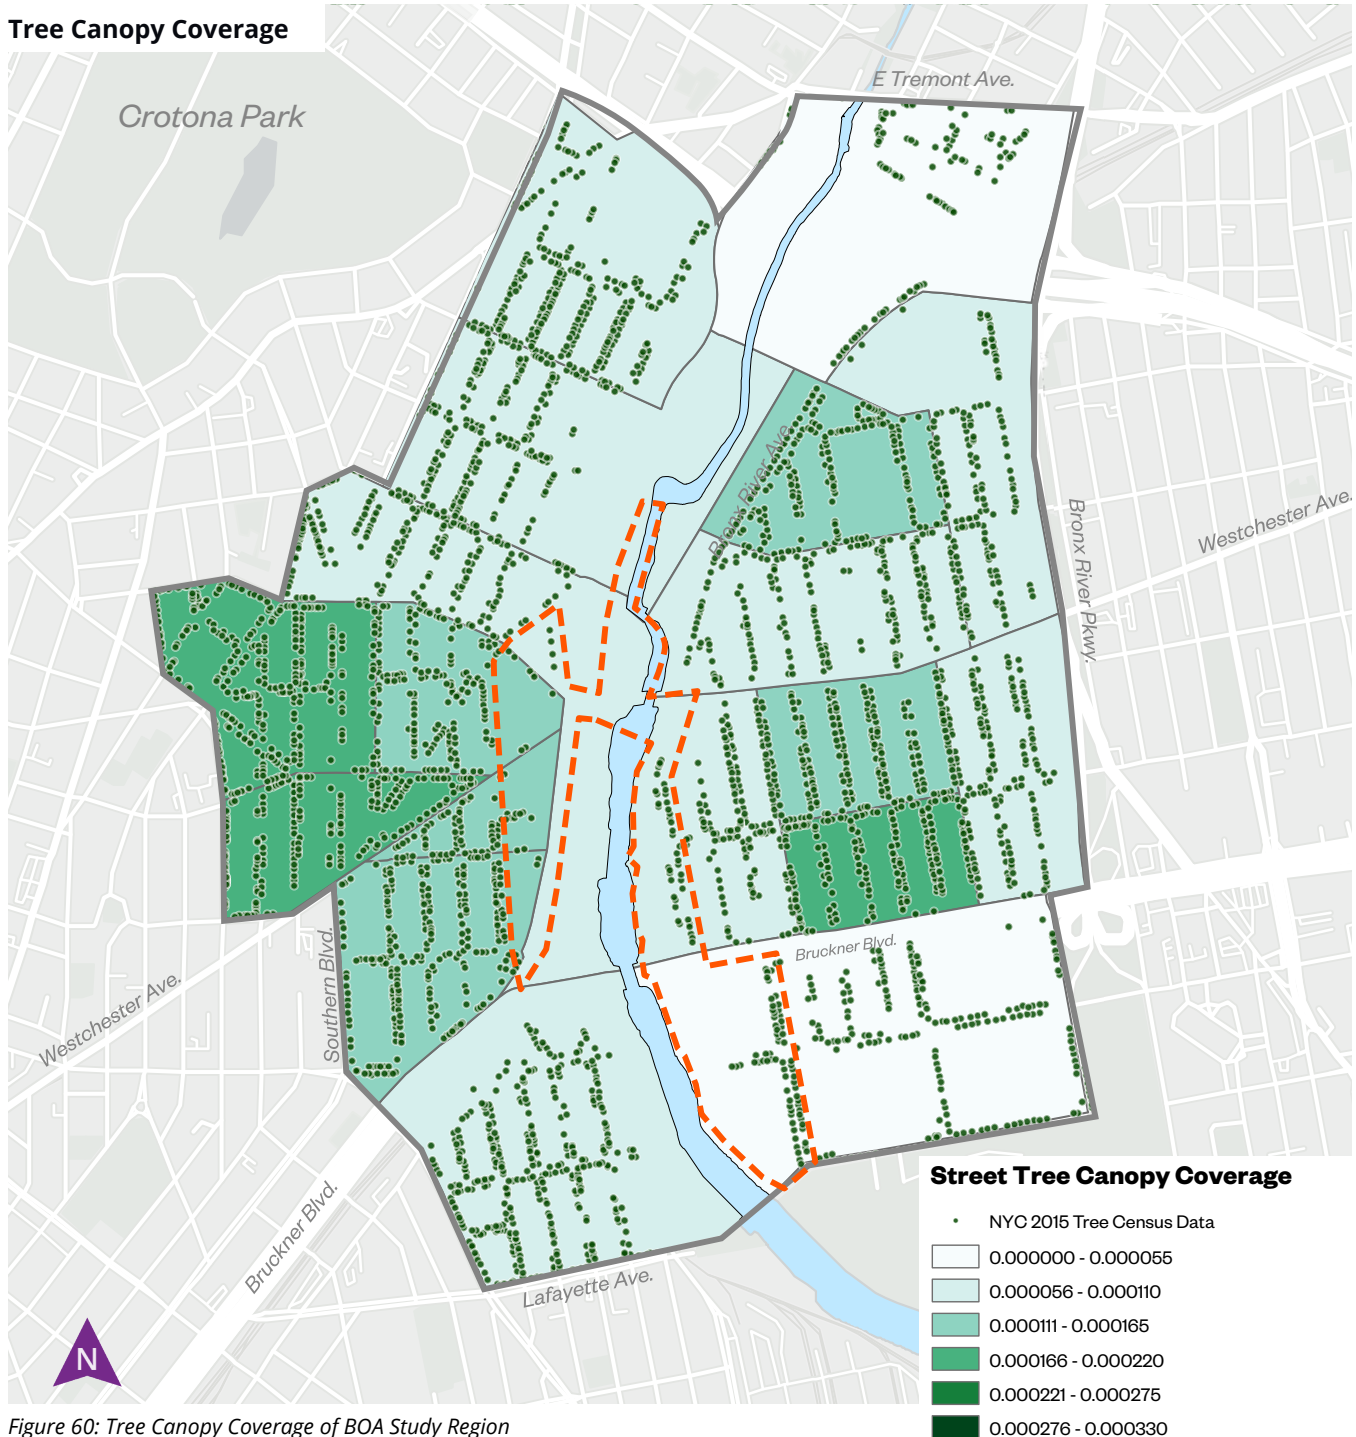 Tree Canopy Coverage
E Tremont Ave.
Crotona Park
Bronx River Ave.
Westchester Ave.
Bronx River Pkwy.
Bruckner Blvd.
Southern Blvd.
Westchester Ave.
Bruckner Blvd.
Lafayette Ave.
Street Tree Canopy Coverage
NYC 2015 Tree Census Data
0.000000 - 0.000055
0.000056 - 0.000110
0.000111 - 0.000165
0.000166 - 0.000220
0.000221 - 0.000275
0.000276 - 0.000330
N
Figure 60: Tree Canopy Coverage of BOA Study Region